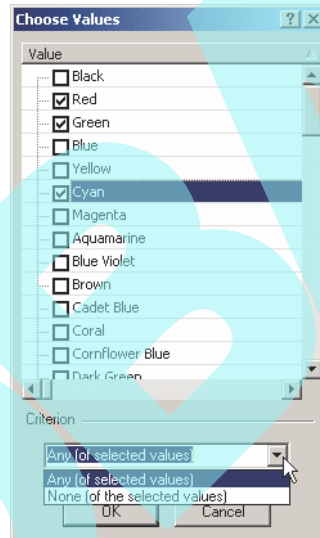 Choose Values
Value
Black
Red
Green
Blue
Yellow
Cyan
Magenta
Aquamarine
Blue Violet
Brown
Cadet Blue
Coral
Cornflower Blue
Dark Green
Criterion
Any (of selected values)
Any (of selected values)
None (of the selected values)
OK Cancel